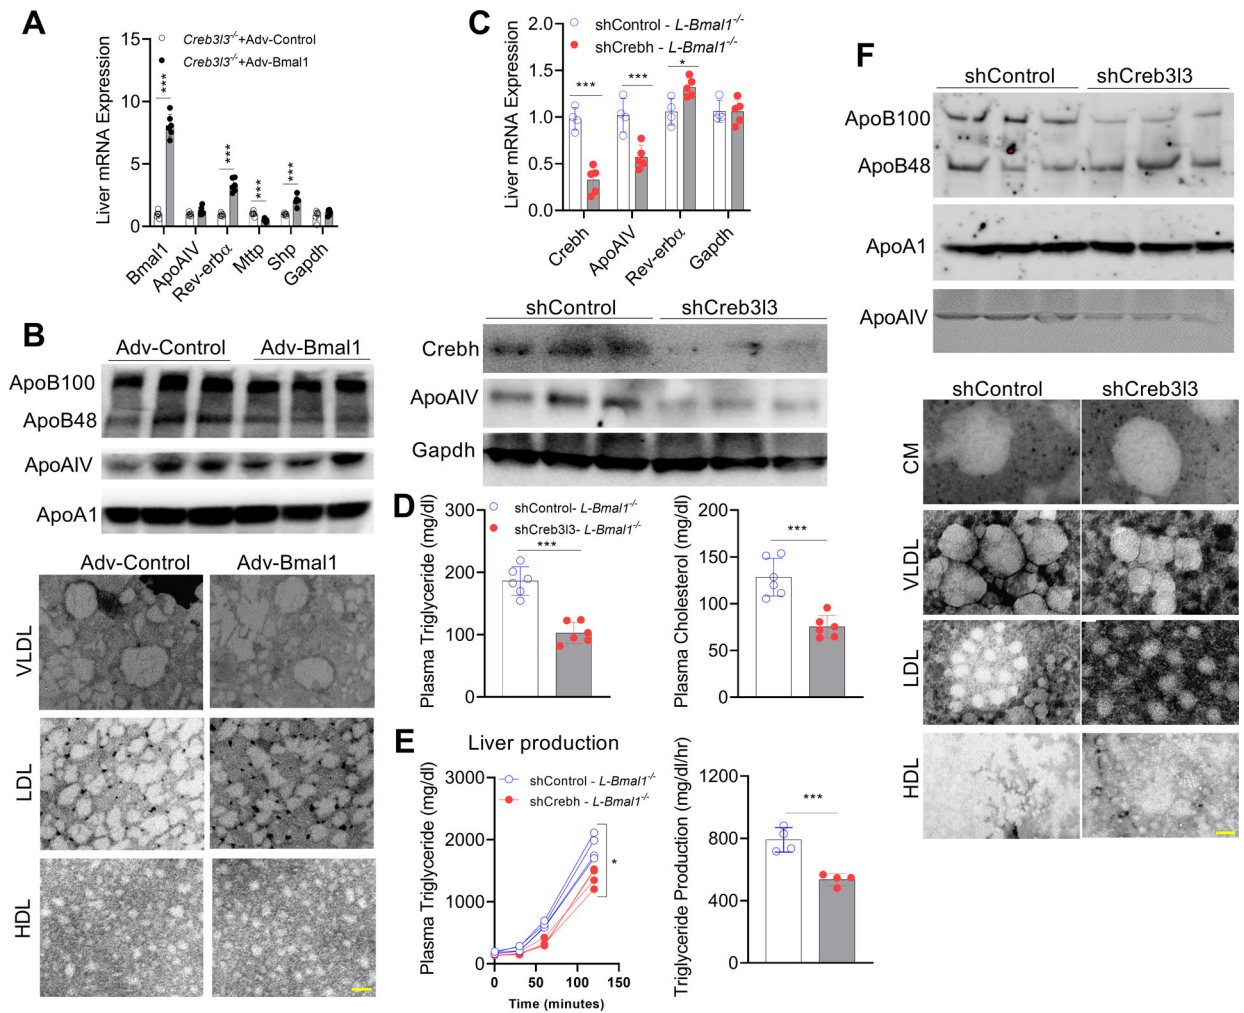 A
Liver mRNA Expression
15
10
5
0
Creb3l3-/-+Adv-Control
Creb3l3-/-+Adv-Bmal1
***
***
***
***
Bmal1
ApoAIV
Rev-erbα
Mttp
Shp
Gapdh
B
Adv-Control
Adv-Bmal1
ApoB100
ApoB48
ApoAIV
ApoA1
Adv-Control
Adv-Bmal1
VLDL
LDL
HDL
C
Liver mRNA Expression
2.0
1.5
1.0
0.5
0.0
shControl - L-Bmal1-/-
shCrebh - L-Bmal1-/-
***
***
*
Crebh
ApoAIV
Rev-erbα
Gapdh
shControl
shCreb3l3
Crebh
ApoAIV
Gapdh
D
Plasma Triglyceride (mg/dl)
300
200
100
0
shControl- L-Bmal1-/-
shCreb3l3- L-Bmal1-/-
***
Plasma Cholesterol (mg/dl)
200
150
100
50
0
***
E
Liver production
Plasma Triglyceride (mg/dl)
3000
2000
1000
0
shControl - L-Bmal1-/-
shCrebh - L-Bmal1-/-
*
0
50
100
150
Time (minutes)
Triglyceride Production (mg/dl/hr)
1200
800
400
0
***
F
shControl
shCreb3l3
ApoB100
ApoB48
ApoA1
ApoAIV
shControl
shCreb3l3
CM
VLDL
LDL
HDL